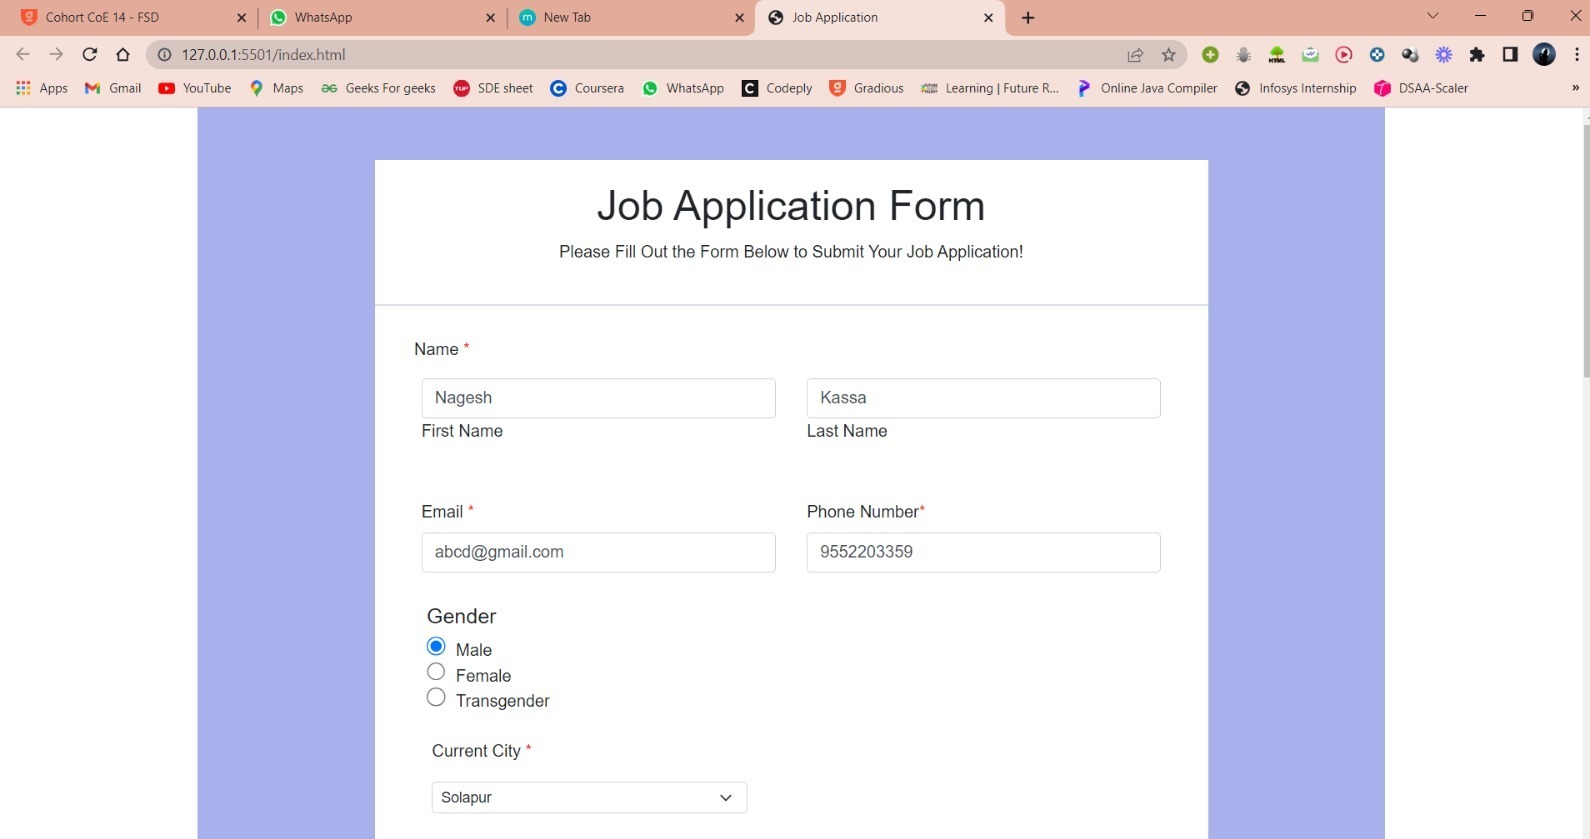 Cohort CoE 14 - FSD
WhatsApp
New Tab
Job Application
127.0.0.1:5501/index.html
Apps Gmail YouTube Maps Geeks For geeks SDE sheet Coursera WhatsApp Codeply Gradious Learning | Future R... Online Java Compiler Infosys Internship DSAA-Scaler »
Job Application Form
Please Fill Out the Form Below to Submit Your Job Application!
Name *
Nagesh Kassa
First Name Last Name
Email * Phone Number*
abcd@gmail.com 9552203359
Gender
Male
Female
Transgender
Current City *
Solapur